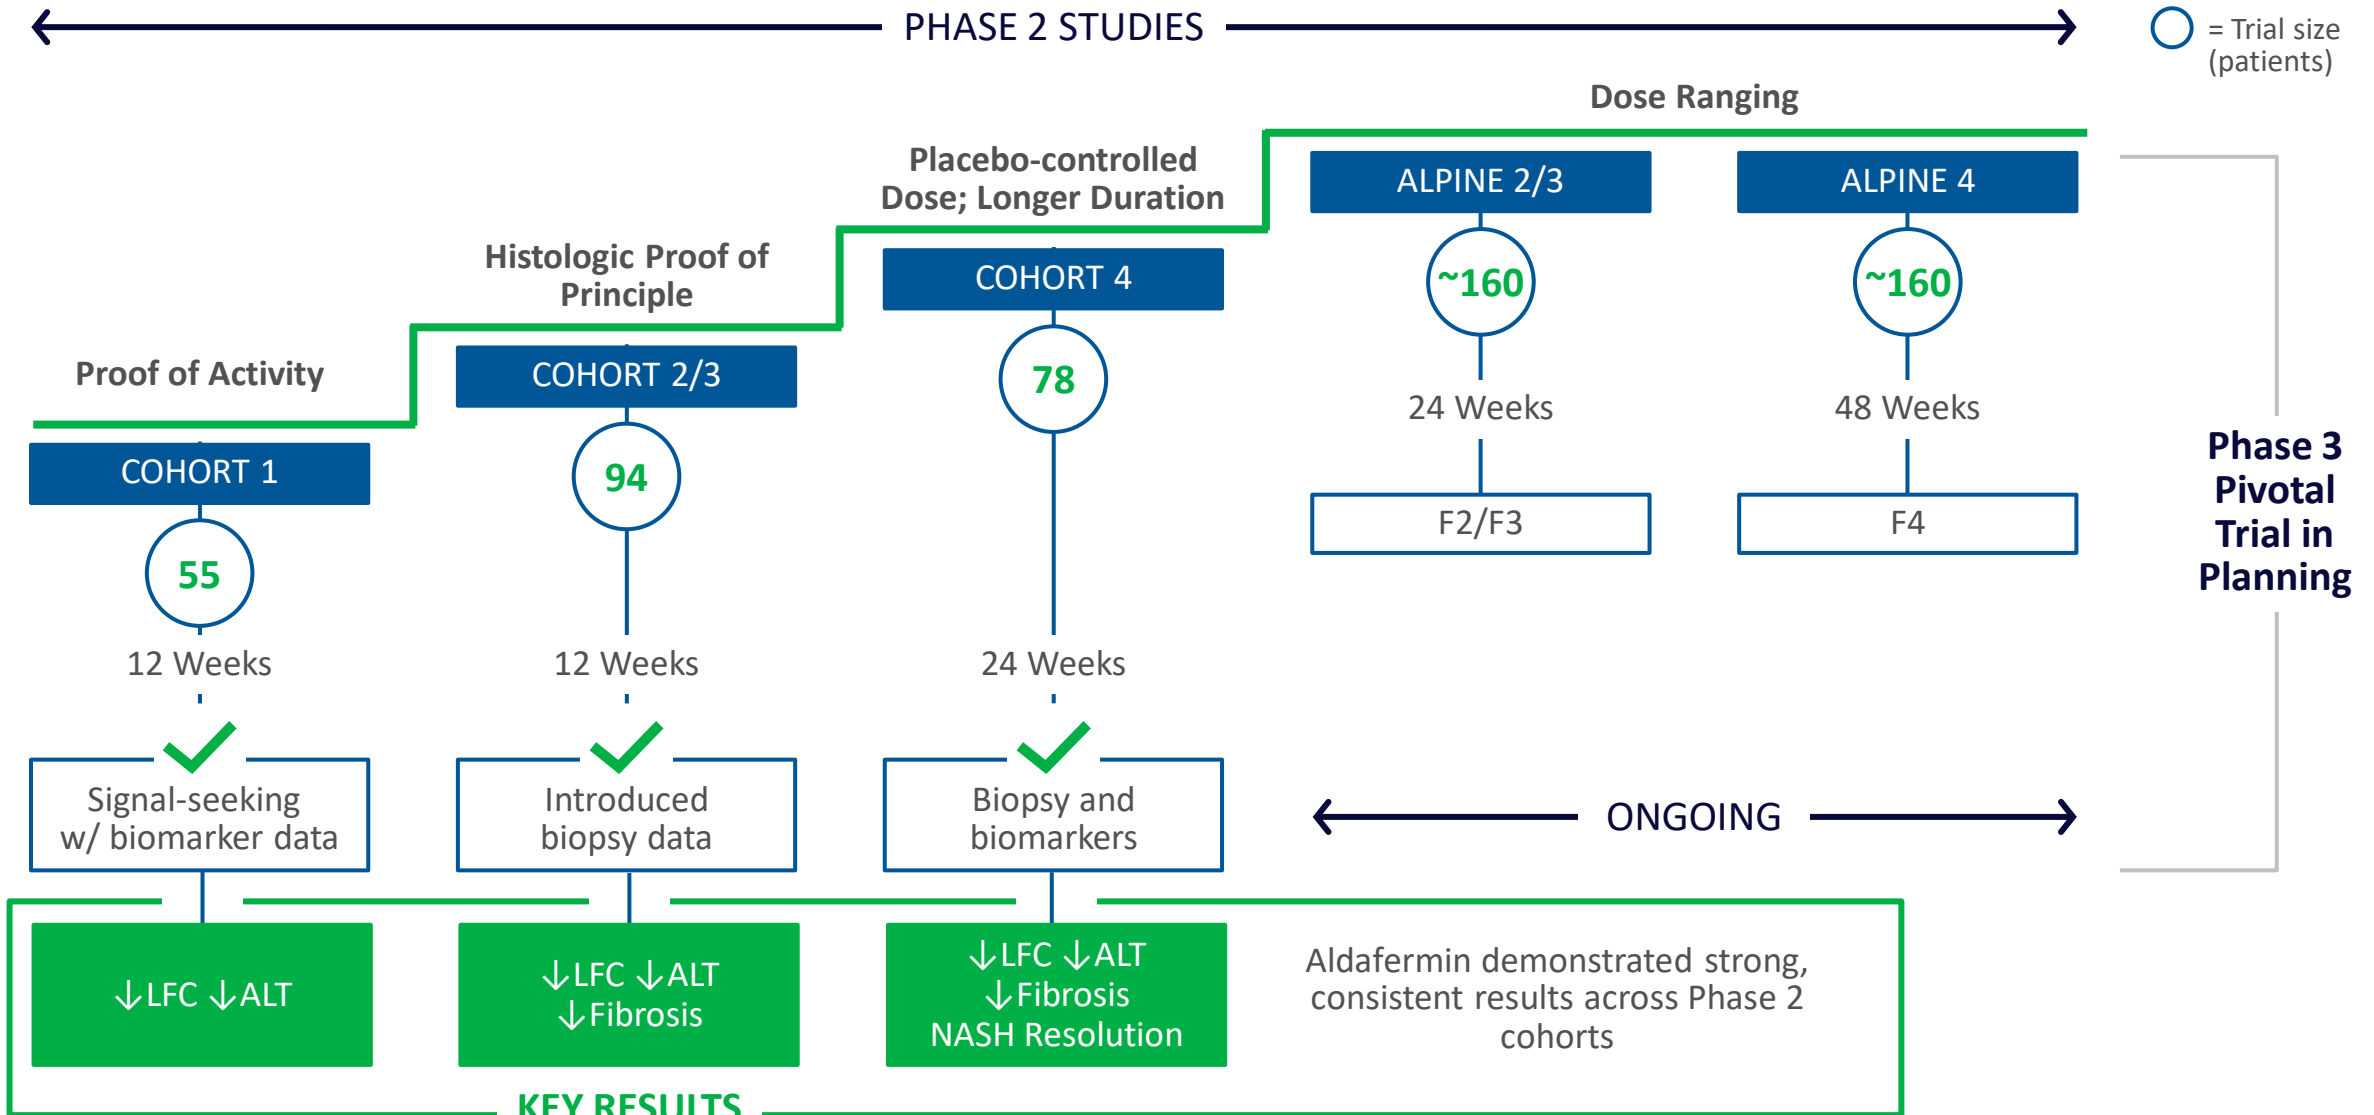 PHASE 2 STUDIES
= Trial size
(patients)
Dose Ranging
Placebo-controlled
Dose; Longer Duration
Histologic Proof of
Principle
Proof of Activity
COHORT 1
55
12 Weeks
Signal-seeking
w/ biomarker data
↓LFC ↓ALT
COHORT 2/3
94
12 Weeks
Introduced
biopsy data
↓LFC ↓ALT
↓Fibrosis
COHORT 4
78
24 Weeks
Biopsy and
biomarkers
↓LFC ↓ALT
↓Fibrosis
NASH Resolution
ALPINE 2/3
~160
24 Weeks
F2/F3
ALPINE 4
~160
48 Weeks
F4
ONGOING
Phase 3
Pivotal
Trial in
Planning
Aldafermin demonstrated strong,
consistent results across Phase 2
cohorts
KEY RESULTS